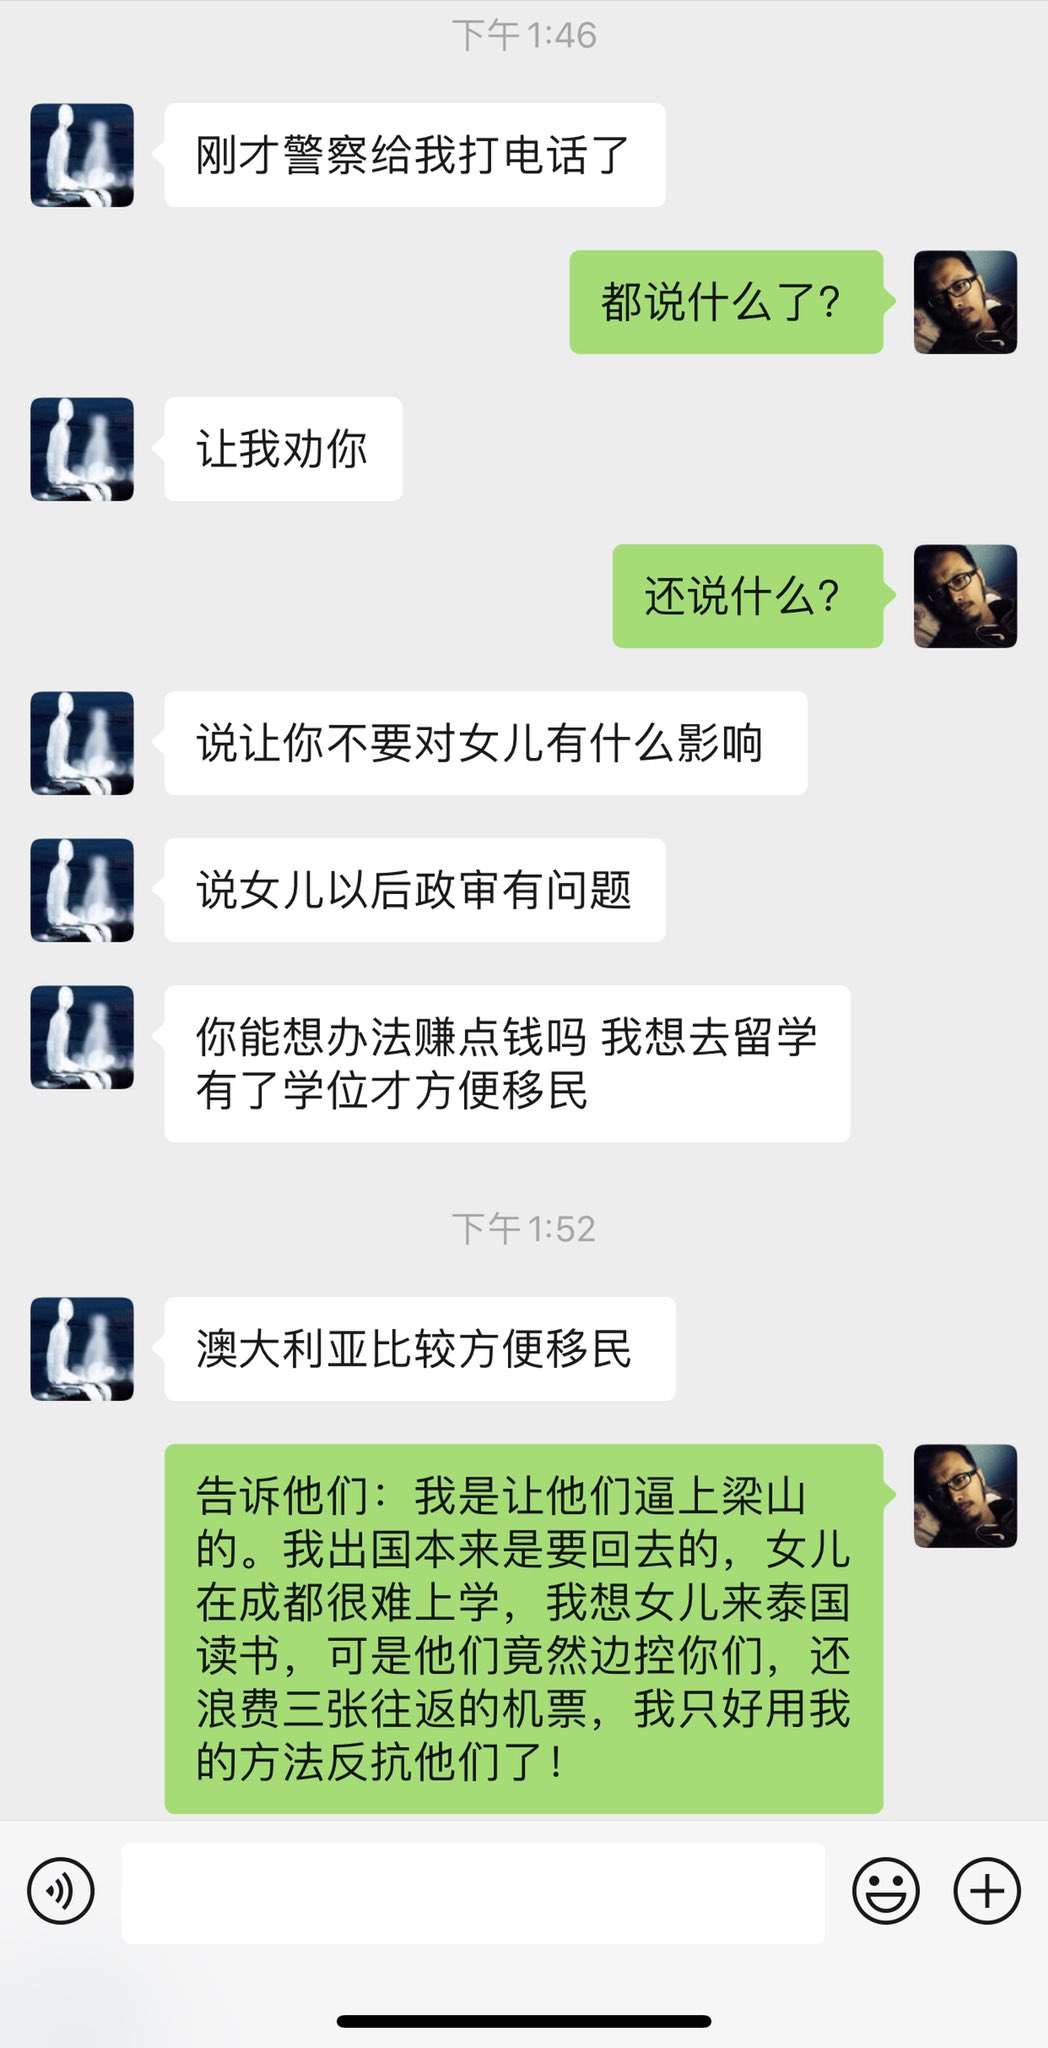 下午1:46
刚才警察给我打电话了
都说什么了?
让我劝你
还说什么?
说让你不要对女儿有什么影响
说女儿以后政审有问题
你能想办法赚点钱吗 我想去留学
有了学位才方便移民
下午1:52
澳大利亚比较方便移民
告诉他们：我是让他们逼上梁山
的。我出国本来是要回去的，女儿
在成都很难上学，我想女儿来泰国
读书，可是他们竟然边控你们，还
浪费三张往返的机票，我只好用我
的方法反抗他们了！